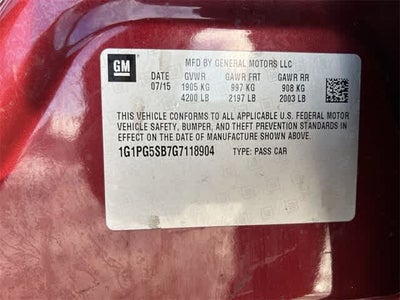 GM
MFD BY GENERAL MOTORS LLC
DATE GVWR GAWR FRT GAWR RR
07/15 1905 KG 997 KG 908 KG
4200 LB 2197 LB 2003 LB
THIS VEHICLE CONFORMS TO ALL APPLICABLE U.S. FEDERAL MOTOR
VEHICLE SAFETY, BUMPER, AND THEFT PREVENTION STANDARDS
IN EFFECT ON THE DATE OF MANUFACTURE SHOWN ABOVE.
1G1PG5SB7G7118904 TYPE: PASS CAR